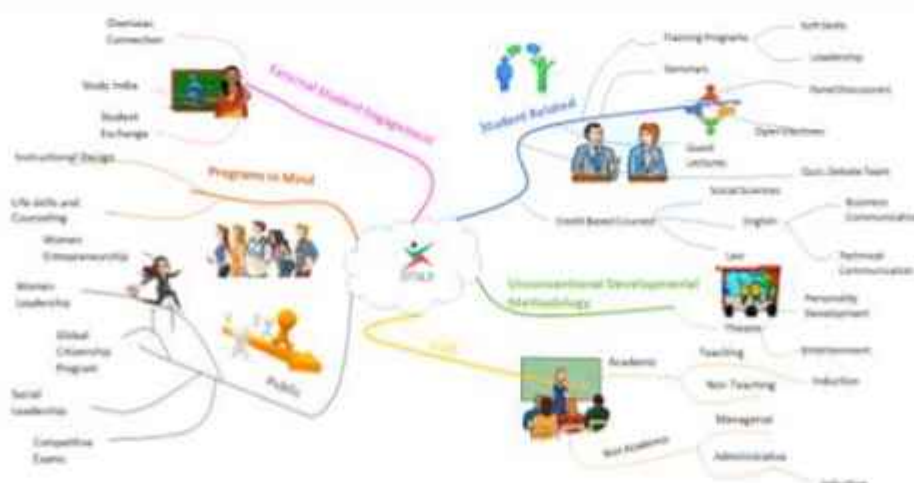 Overseas
Connection
Study India
Student
Exchange
External Student Engagement
Instructional Design
Programs in Mind
Life Skills and
Counseling
Women
Entrepreneurship
Women
Leadership
Global
Citizenship
Program
Social
Leadership
Competitive
Exams
Public
Student Related
Training Programs
Soft Skills
Leadership
Seminars
Panel Discussions
Open Electives
Guest
Lectures
Quiz, Debate Team
Credit Based Courses
Social Sciences
English
Business
Communication
Technical
Communication
Law
Unconventional Developmental
Methodology
Theatre
Personality
Development
Entertainment
Academic
Teaching
Non Teaching
Induction
Non Academic
Managerial
Administrative